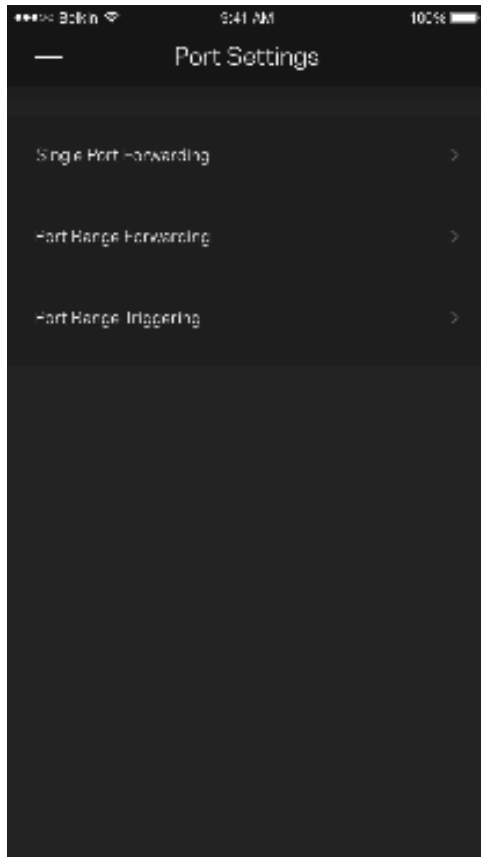 Belkin 9:41 AM 100%
Port Settings
Single Port Forwarding
Port Range Forwarding
Port Range Triggering